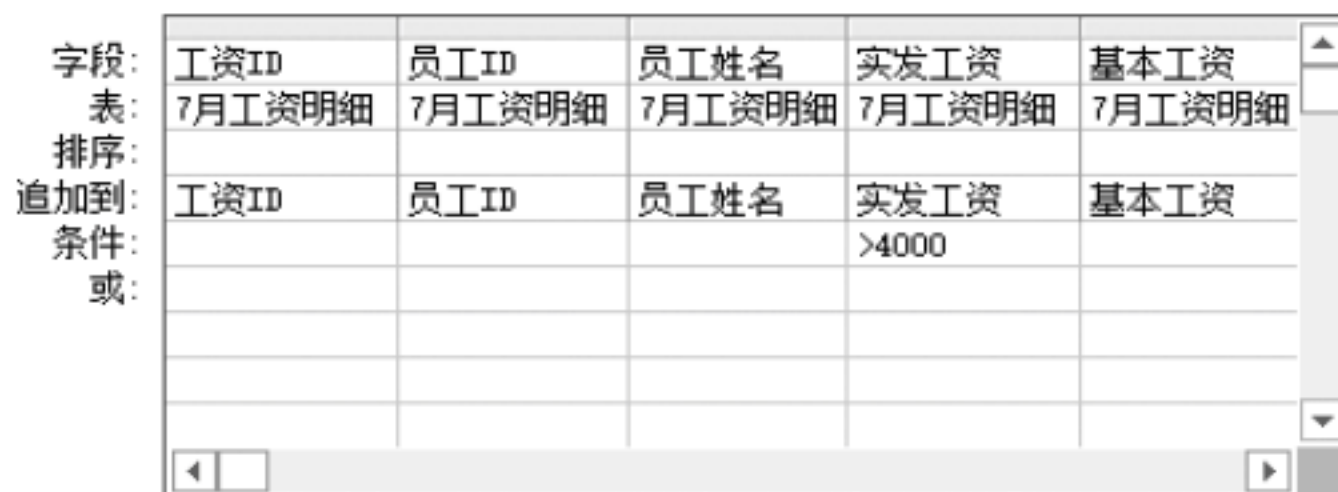 字段: 工资ID 员工ID 员工姓名 实发工资 基本工资
表: 7月工资明细 7月工资明细 7月工资明细 7月工资明细 7月工资明细
排序:
追加到: 工资ID 员工ID 员工姓名 实发工资 基本工资
条件: >4000
或: